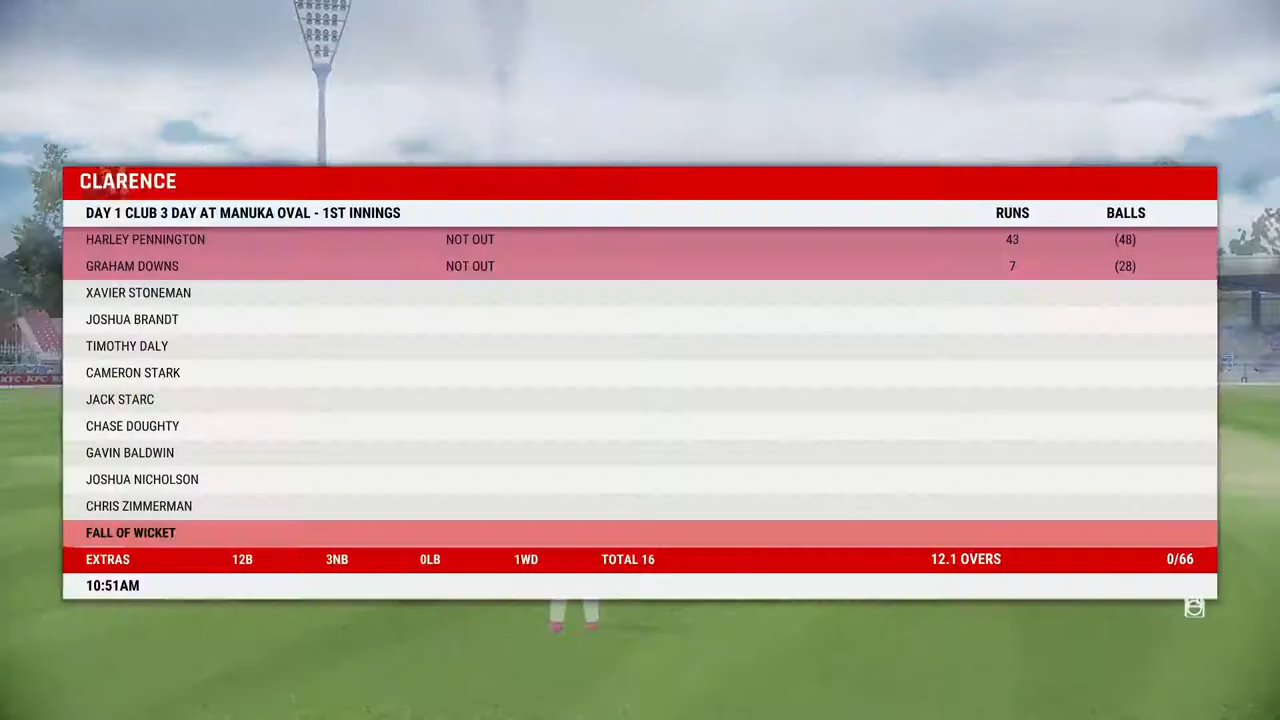 CLARENCE
DAY 1 CLUB 3 DAY AT MANUKA OVAL - 1ST INNINGS RUNS BALLS
HARLEY PENNINGTON NOT OUT 43 (48)
GRAHAM DOWNS NOT OUT 7 (28)
XAVIER STONEMAN
JOSHUA BRANDT
TIMOTHY DALY
CAMERON STARK
JACK STARC
CHASE DOUGHTY
GAVIN BALDWIN
JOSHUA NICHOLSON
CHRIS ZIMMERMAN
FALL OF WICKET
EXTRAS 12B 3NB 0LB 1WD TOTAL 16 12.1 OVERS 0/66
10:51AM
KFC KFC